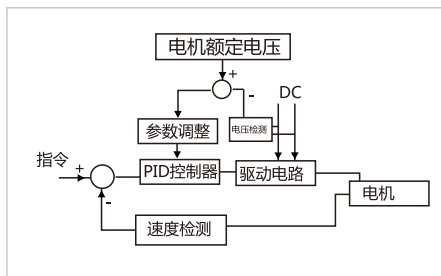 电机额定电压
+
-
DC
电压检测
参数调整
指令
+
PID控制器
驱动电路
电机
-
速度检测